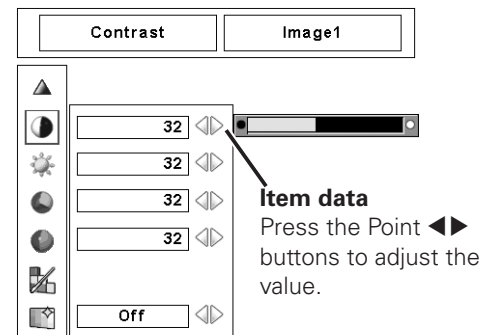 Contrast Image1
32
32
32
32
Off
Item data
Press the Point ◀▶
buttons to adjust the
value.